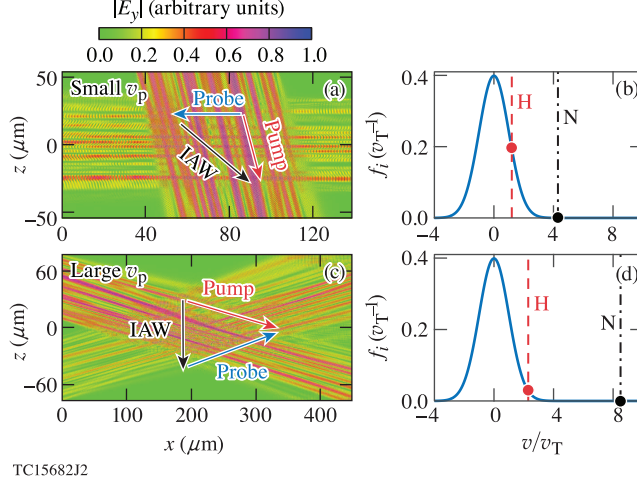 |E_y| (arbitrary units)
0.0 0.2 0.4 0.6 0.8 1.0
Small v_p
(a)
Probe
Pump
IAW
z (μm)
50
0
−50
0 40 80 120
(b)
H
N
f_i (v_T^−1)
0.4
0.2
0.0
−4 0 4 8
Large v_p
(c)
Pump
IAW
Probe
z (μm)
60
0
−60
0 100 200 300 400
x (μm)
(d)
H
N
f_i (v_T^−1)
0.4
0.2
0.0
−4 0 4 8
v/v_T
TC15682J2